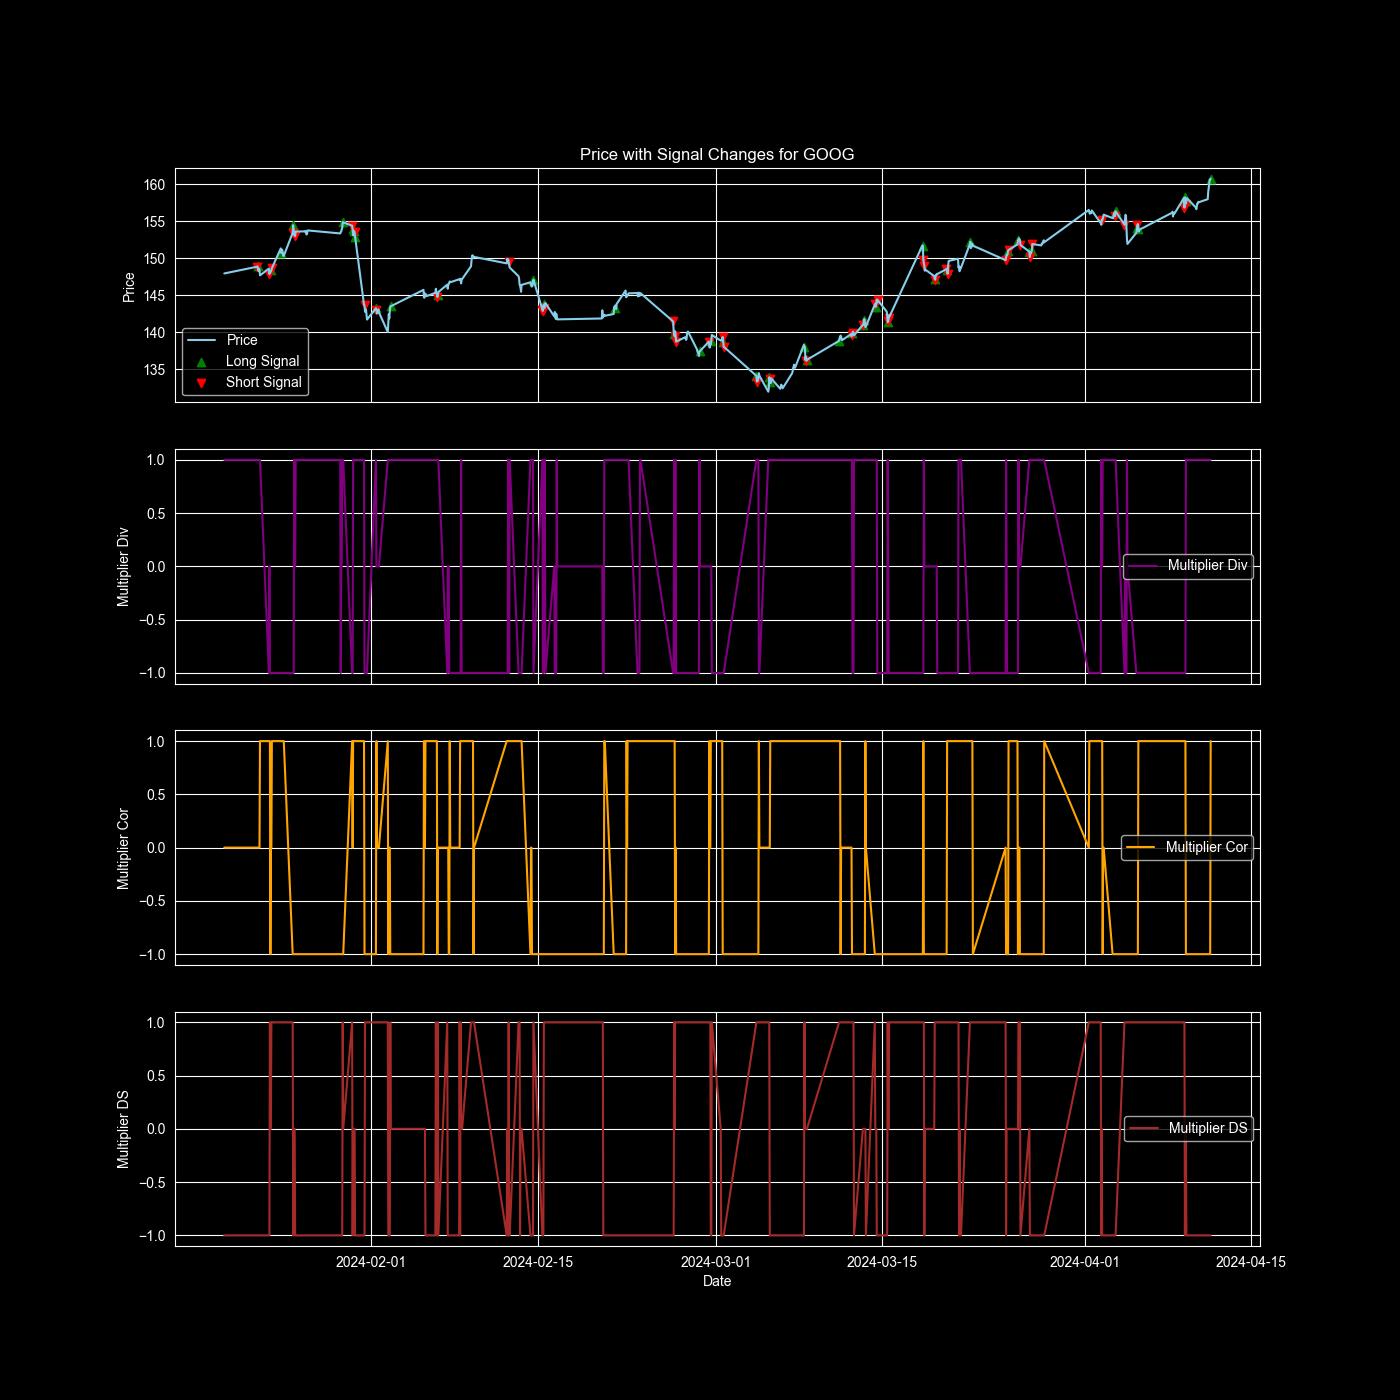 Price with Signal Changes for GOOG
160
155
150
145
140
135
Price
Price
Long Signal
Short Signal
1.0
0.5
0.0
−0.5
−1.0
Multiplier Div
Multiplier Div
1.0
0.5
0.0
−0.5
−1.0
Multiplier Cor
Multiplier Cor
1.0
0.5
0.0
−0.5
−1.0
Multiplier DS
Multiplier DS
2024-02-01 2024-02-15 2024-03-01 2024-03-15 2024-04-01 2024-04-15
Date